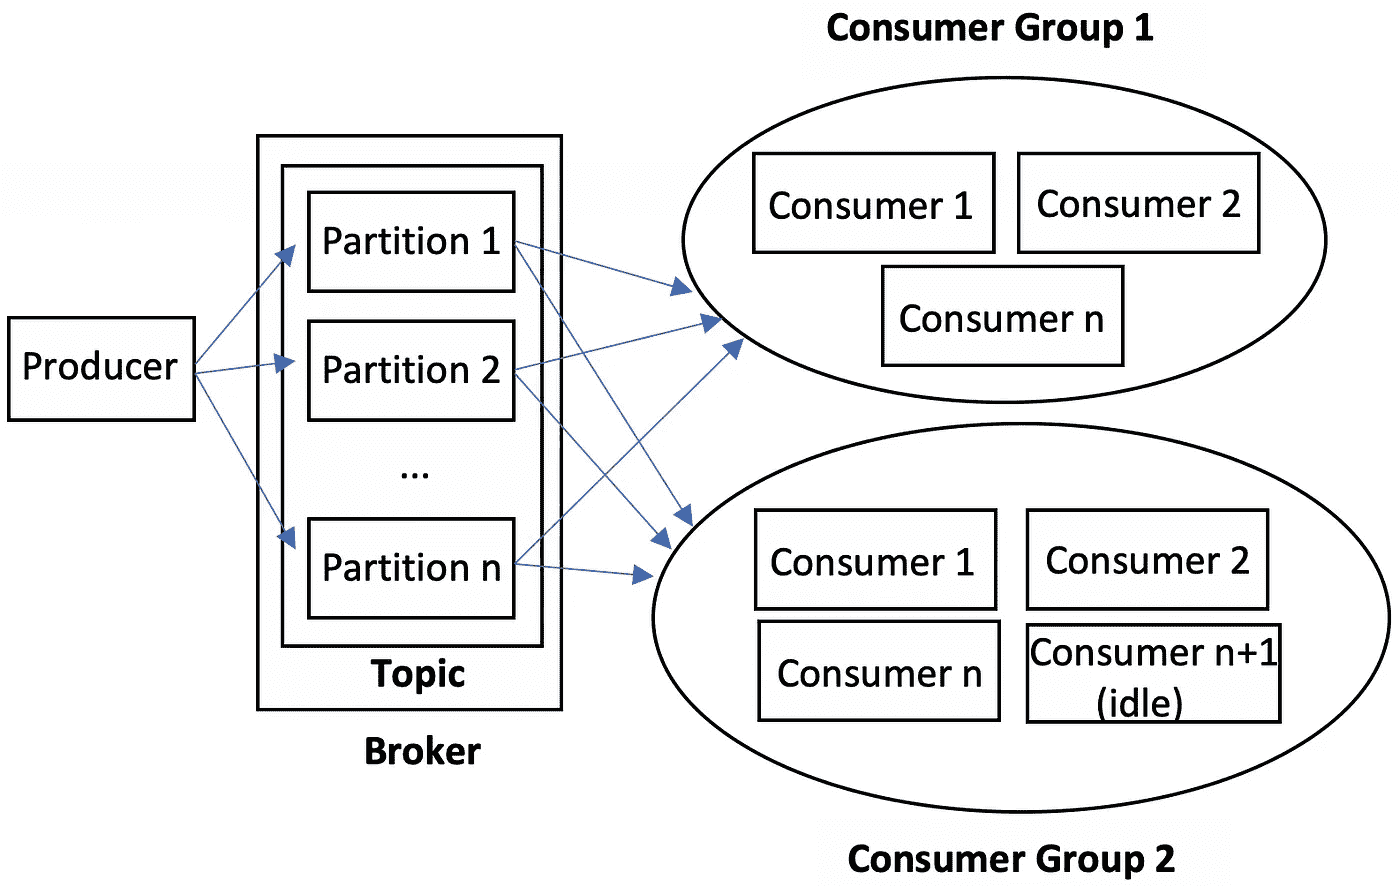 Consumer Group 1
Consumer 1
Consumer 2
Consumer n
Producer
Partition 1
Partition 2
...
Partition n
Topic
Broker
Consumer 1
Consumer 2
Consumer n
Consumer n+1
(idle)
Consumer Group 2